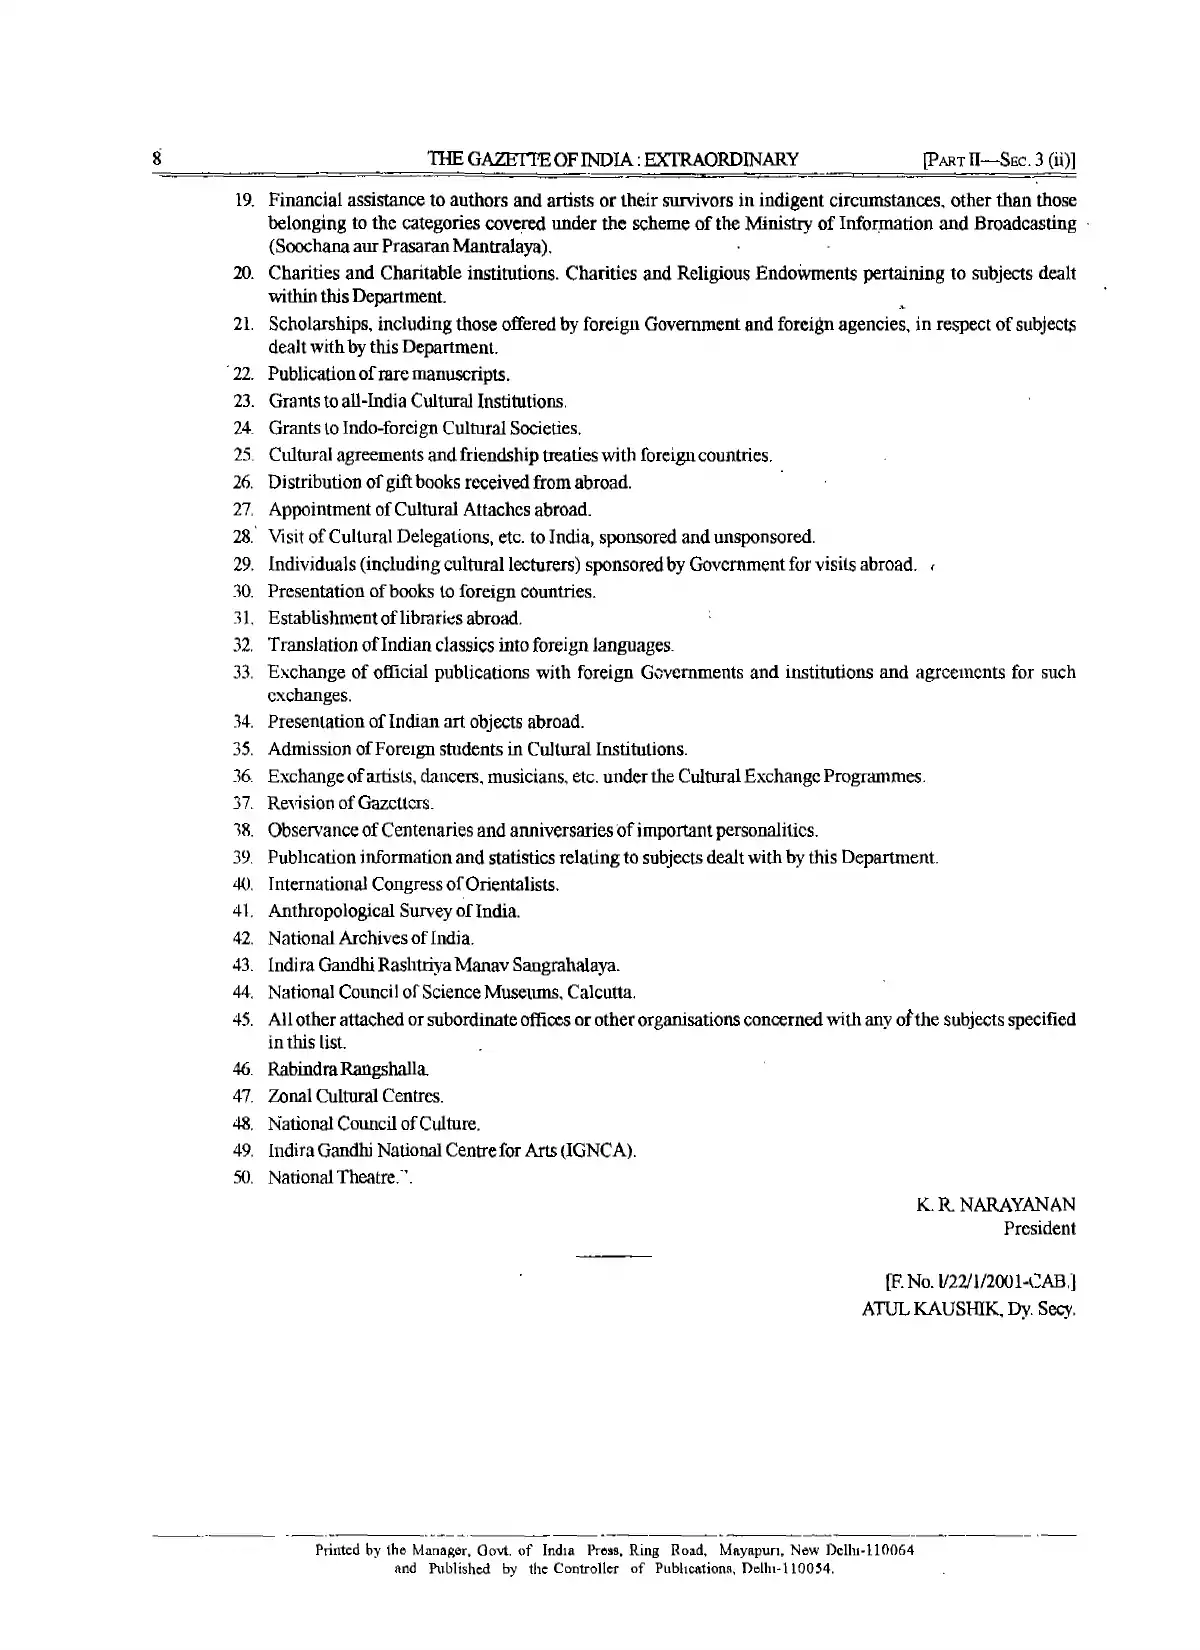 8 THE GAZETTE OF INDIA : EXTRAORDINARY [PART II—SEC. 3 (ii)]
19. Financial assistance to authors and artists or their survivors in indigent circumstances, other than those
belonging to the categories covered under the scheme of the Ministry of Information and Broadcasting
(Soochana aur Prasaran Mantralaya).
20. Charities and Charitable institutions. Charities and Religious Endowments pertaining to subjects dealt
within this Department.
21. Scholarships, including those offered by foreign Government and foreign agencies, in respect of subjects
dealt with by this Department.
22. Publication of rare manuscripts.
23. Grants to all-India Cultural Institutions.
24. Grants to Indo-foreign Cultural Societies.
25. Cultural agreements and friendship treaties with foreign countries.
26. Distribution of gift books received from abroad.
27. Appointment of Cultural Attaches abroad.
28. Visit of Cultural Delegations, etc. to India, sponsored and unsponsored.
29. Individuals (including cultural lecturers) sponsored by Government for visits abroad.
30. Presentation of books to foreign countries.
31. Establishment of libraries abroad.
32. Translation of Indian classics into foreign languages.
33. Exchange of official publications with foreign Governments and institutions and agreements for such
exchanges.
34. Presentation of Indian art objects abroad.
35. Admission of Foreign students in Cultural Institutions.
36. Exchange of artists, dancers, musicians, etc. under the Cultural Exchange Programmes.
37. Revision of Gazetters.
38. Observance of Centenaries and anniversaries of important personalities.
39. Publication information and statistics relating to subjects dealt with by this Department.
40. International Congress of Orientalists.
41. Anthropological Survey of India.
42. National Archives of India.
43. Indira Gandhi Rashtriya Manav Sangrahalaya.
44. National Council of Science Museums, Calcutta.
45. All other attached or subordinate offices or other organisations concerned with any of the subjects specified
in this list.
46. Rabindra Rangshalla.
47. Zonal Cultural Centres.
48. National Council of Culture.
49. Indira Gandhi National Centre for Arts (IGNCA).
50. National Theatre.".
K. R. NARAYANAN
President
[F. No. 1/22/1/2001-CAB.]
ATUL KAUSHIK, Dy. Secy.
Printed by the Manager, Govt. of India Press, Ring Road, Mayapuri, New Delhi-110064
and Published by the Controller of Publications, Delhi-110054.